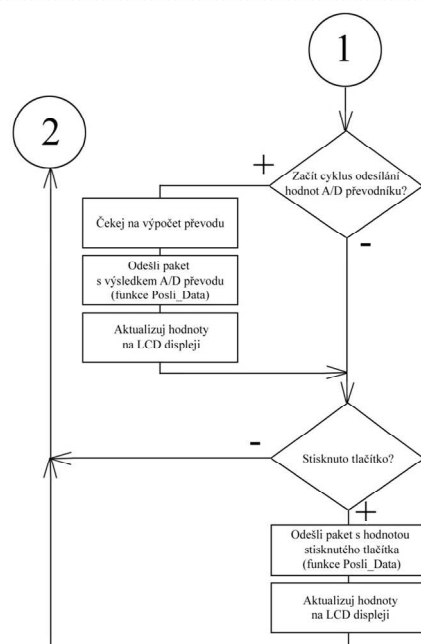 1
2
+
Začít cyklus odesílání
hodnot A/D převodníku?
-
Čekej na výpočet převodu
Odešli paket
s výsledkem A/D převodu
(funkce Posli_Data)
Aktualizuj hodnoty
na LCD displeji
-
Stisknuto tlačítko?
+
Odešli paket s hodnotou
stisknutého tlačítka
(funkce Posli_Data)
Aktualizuj hodnoty
na LCD displeji